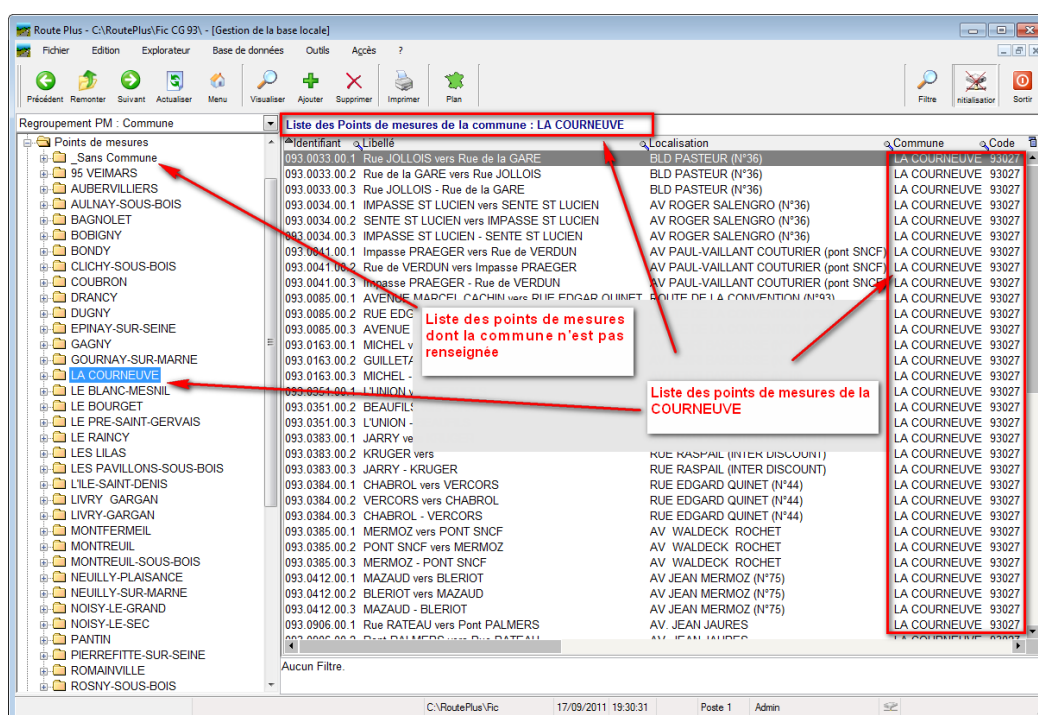 Route Plus - C:\RoutePlus\Fic CG 93\ - [Gestion de la base locale]
Fichier Edition Explorateur Base de données Outils Agcès ?
Précédent Remonter Suivant Actualiser Menu Visualiser Ajouter Supprimer Imprimer Plan Filtre nitialisation Sortir
Regroupement PM : Commune
Liste des Points de mesures de la commune : LA COURNEUVE
Points de mesures
_Sans Commune
95 VEIMARS
AUBERVILLIERS
AULNAY-SOUS-BOIS
BAGNOLET
BOBIGNY
BONDY
CLICHY-SOUS-BOIS
COUBRON
DRANCY
DUGNY
EPINAY-SUR-SEINE
GAGNY
GOURNAY-SUR-MARNE
LA COURNEUVE
LE BLANC-MESNIL
LE BOURGET
LE PRE-SAINT-GERVAIS
LE RAINCY
LES LILAS
LES PAVILLONS-SOUS-BOIS
L'ILE-SAINT-DENIS
LIVRY GARGAN
LIVRY-GARGAN
MONTFERMEIL
MONTREUIL
MONTREUIL-SOUS-BOIS
NEUILLY-PLAISANCE
NEUILLY-SUR-MARNE
NOISY-LE-GRAND
NOISY-LE-SEC
PANTIN
PIERREFITTE-SUR-SEINE
ROMAINVILLE
ROSNY-SOUS-BOIS
Identifiant Libellé Localisation Commune Code
093.0033.00.1 Rue JOLLOIS vers Rue de la GARE BLD PASTEUR (N°36) LA COURNEUVE 93027
093.0033.00.2 Rue de la GARE vers Rue JOLLOIS BLD PASTEUR (N°36) LA COURNEUVE 93027
093.0033.00.3 Rue JOLLOIS - Rue de la GARE BLD PASTEUR (N°36) LA COURNEUVE 93027
093.0034.00.1 IMPASSE ST LUCIEN vers SENTE ST LUCIEN AV ROGER SALENGRO (N°36) LA COURNEUVE 93027
093.0034.00.2 SENTE ST LUCIEN vers IMPASSE ST LUCIEN AV ROGER SALENGRO (N°36) LA COURNEUVE 93027
093.0034.00.3 IMPASSE ST LUCIEN - SENTE ST LUCIEN AV ROGER SALENGRO (N°36) LA COURNEUVE 93027
093.0041.00.1 Impasse PRAEGER vers Rue de VERDUN AV PAUL-VAILLANT COUTURIER (pont SNCF) LA COURNEUVE 93027
093.0041.00.2 Rue de VERDUN vers Impasse PRAEGER AV PAUL-VAILLANT COUTURIER (pont SNCF) LA COURNEUVE 93027
093.0041.00.3 Impasse PRAEGER - Rue de VERDUN AV PAUL-VAILLANT COUTURIER (pont SNCF) LA COURNEUVE 93027
093.0085.00.1 AVENUE MARCEL CACHIN vers RUE EDGAR QUINET ROUTE DE LA CONVENTION (N°93) LA COURNEUVE 93027
093.0085.00.2 RUE EDG LA COURNEUVE 93027
093.0085.00.3 AVENUE LA COURNEUVE 93027
093.0163.00.1 MICHEL v LA COURNEUVE 93027
093.0163.00.2 GUILLETA LA COURNEUVE 93027
093.0163.00.3 MICHEL - LA COURNEUVE 93027
093.0351.00.1 L'UNION v LA COURNEUVE 93027
093.0351.00.2 BEAUFILS LA COURNEUVE 93027
093.0351.00.3 L'UNION - LA COURNEUVE 93027
093.0383.00.1 JARRY ve LA COURNEUVE 93027
093.0383.00.2 KRUGER vers RUE RASPAIL (INTER DISCOUNT) LA COURNEUVE 93027
093.0383.00.3 JARRY - KRUGER RUE RASPAIL (INTER DISCOUNT) LA COURNEUVE 93027
093.0384.00.1 CHABROL vers VERCORS RUE EDGARD QUINET (N°44) LA COURNEUVE 93027
093.0384.00.2 VERCORS vers CHABROL RUE EDGARD QUINET (N°44) LA COURNEUVE 93027
093.0384.00.3 CHABROL - VERCORS RUE EDGARD QUINET (N°44) LA COURNEUVE 93027
093.0385.00.1 MERMOZ vers PONT SNCF AV WALDECK ROCHET LA COURNEUVE 93027
093.0385.00.2 PONT SNCF vers MERMOZ AV WALDECK ROCHET LA COURNEUVE 93027
093.0385.00.3 MERMOZ - PONT SNCF AV WALDECK ROCHET LA COURNEUVE 93027
093.0412.00.1 MAZAUD vers BLERIOT AV JEAN MERMOZ (N°75) LA COURNEUVE 93027
093.0412.00.2 BLERIOT vers MAZAUD AV JEAN MERMOZ (N°75) LA COURNEUVE 93027
093.0412.00.3 MAZAUD - BLERIOT AV JEAN MERMOZ (N°75) LA COURNEUVE 93027
093.0906.00.1 Rue RATEAU vers Pont PALMERS AV. JEAN JAURES LA COURNEUVE 93027
093.0906.00.2 Pont PALMERS vers Rue RATEAU AV. JEAN JAURES LA COURNEUVE 93027
Liste des points de mesures
dont la commune n'est pas
renseignée
Liste des points de mesures de la
COURNEUVE
Aucun Filtre.
C:\RoutePlus\Fic 17/09/2011 19:30:31 Poste 1 Admin